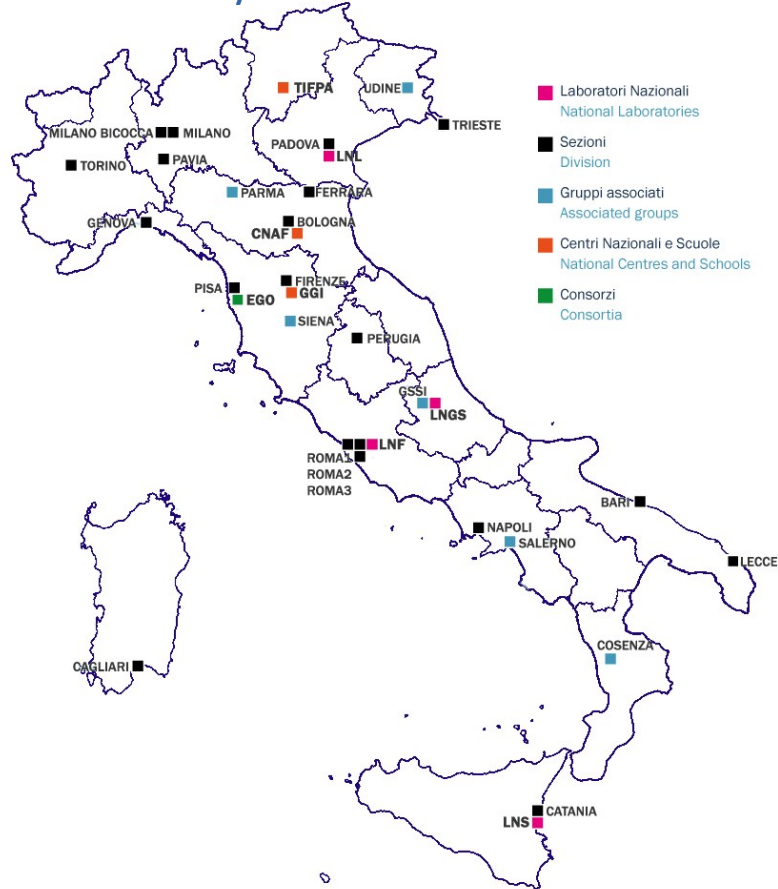 TIFPA
UDINE
Laboratori Nazionali
National Laboratories
TRIESTE
MILANO BICOCCA
MILANO
PADOVA
Sezioni
Division
LNL
PAVIA
TORINO
PARMA
FERRARA
Gruppi associati
Associated groups
GENOVA
BOLOGNA
CNAF
Centri Nazionali e Scuole
National Centres and Schools
PISA
FIRENZE
EGO
GGI
Consorzi
Consortia
SIENA
PERUGIA
GSSI
LNGS
LNF
ROMA1
ROMA2
ROMA3
BARI
NAPOLI
SALERNO
LECCE
COSENZA
CAGLIARI
CATANIA
LNS